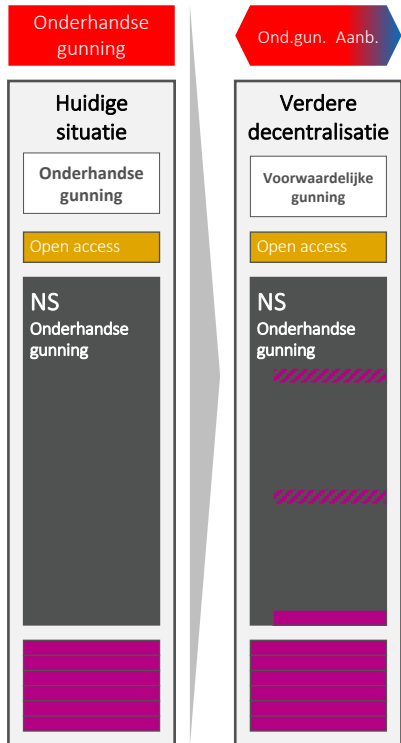 Onderhandse
gunning
Huidige
situatie
Onderhandse
gunning
Open access
NS
Onderhandse
gunning
Ond.gun. Aanb.
Verdere
decentralisatie
Voorwaardelijke
gunning
Open access
NS
Onderhandse
gunning